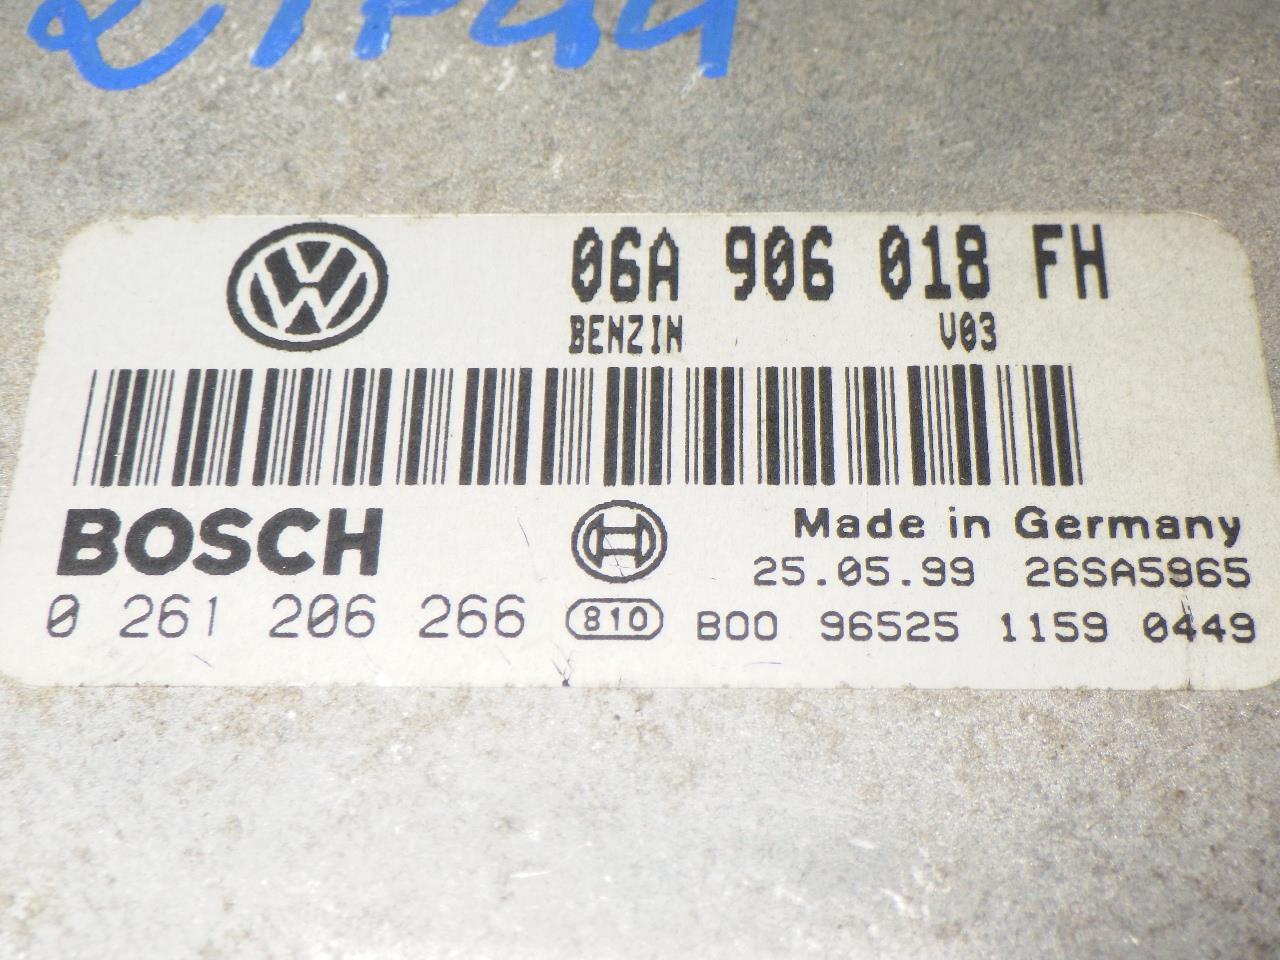 06A 906 018 FH
BENZIN V03
BOSCH
Made in Germany
25.05.99 26SA5965
0 261 206 266 810 B00 96525 1159 0449